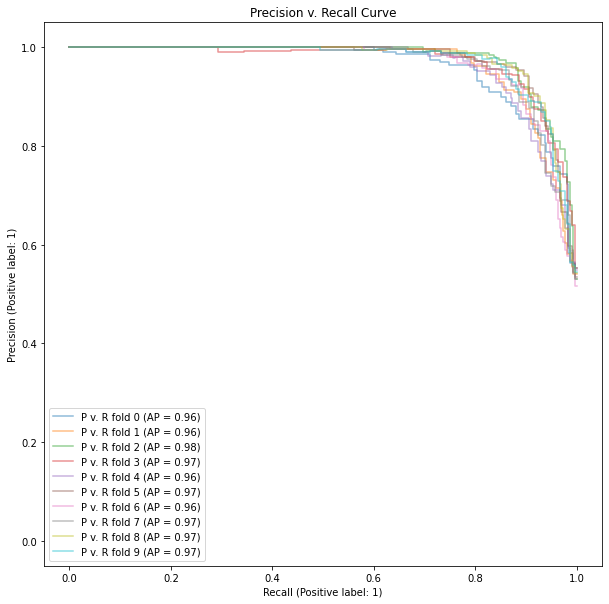 Precision v. Recall Curve
1.0
0.8
0.6
0.4
0.2
0.0
Precision (Positive label: 1)
P v. R fold 0 (AP = 0.96)
P v. R fold 1 (AP = 0.96)
P v. R fold 2 (AP = 0.98)
P v. R fold 3 (AP = 0.97)
P v. R fold 4 (AP = 0.96)
P v. R fold 5 (AP = 0.97)
P v. R fold 6 (AP = 0.96)
P v. R fold 7 (AP = 0.97)
P v. R fold 8 (AP = 0.97)
P v. R fold 9 (AP = 0.97)
0.0 0.2 0.4 0.6 0.8 1.0
Recall (Positive label: 1)